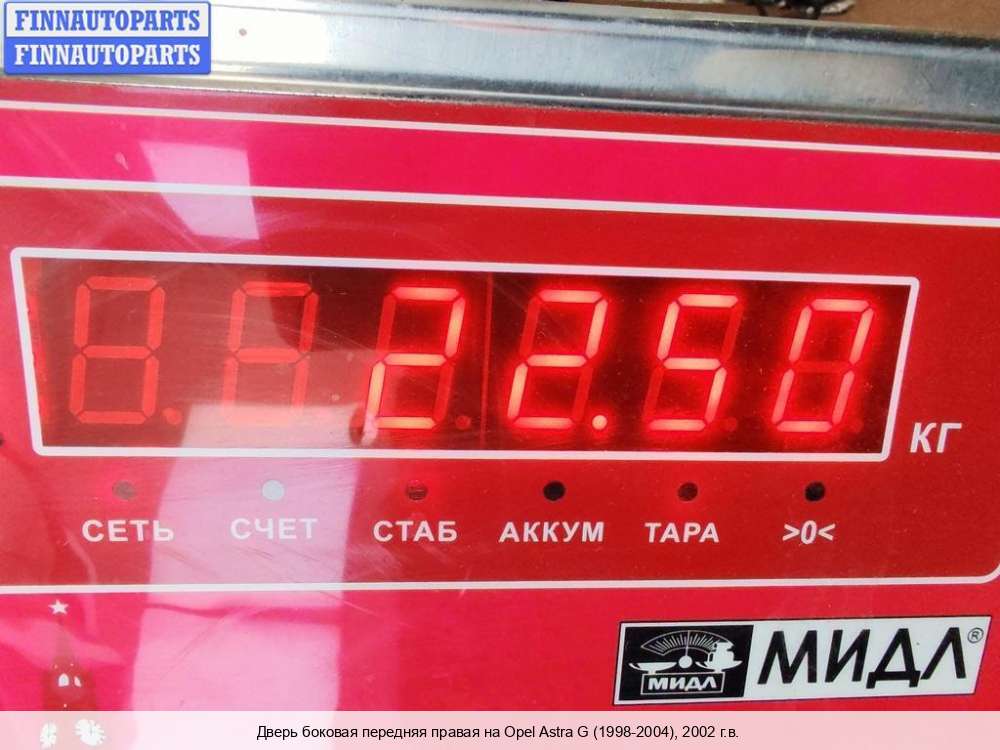 FINNAUTOPARTS
FINNAUTOPARTS
22.50
КГ
СЕТЬ СЧЕТ СТАБ АККУМ ТАРА >0<
МИДЛ МИДЛ®
Дверь боковая передняя правая на Opel Astra G (1998-2004), 2002 г.в.